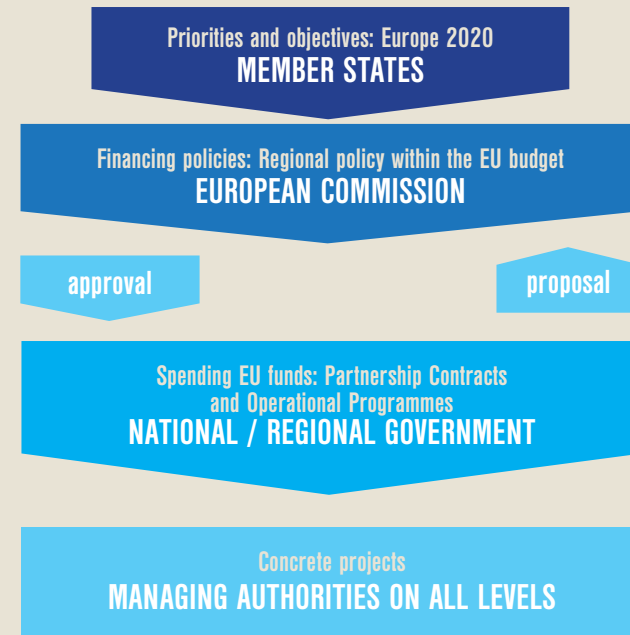 Priorities and objectives: Europe 2020
MEMBER STATES
Financing policies: Regional policy within the EU budget
EUROPEAN COMMISSION
approval
proposal
Spending EU funds: Partnership Contracts
and Operational Programmes
NATIONAL / REGIONAL GOVERNMENT
Concrete projects
MANAGING AUTHORITIES ON ALL LEVELS